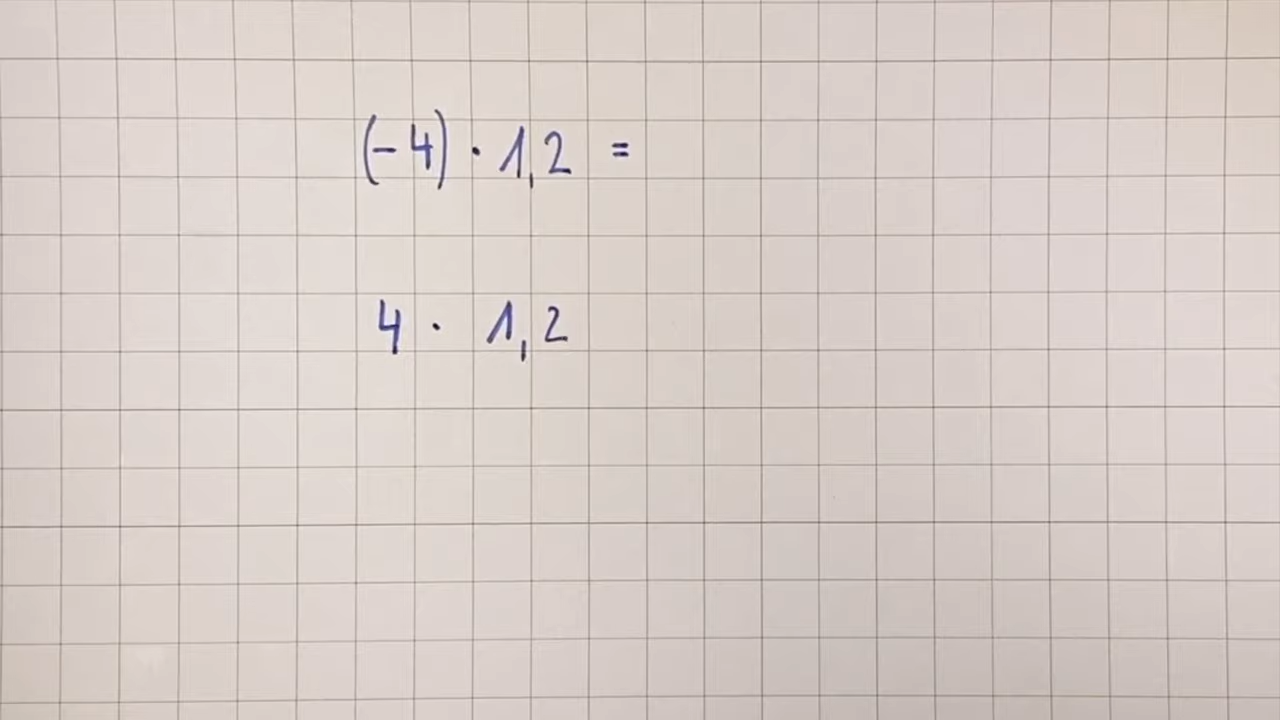 (-4) · 1,2 =
4 · 1,2